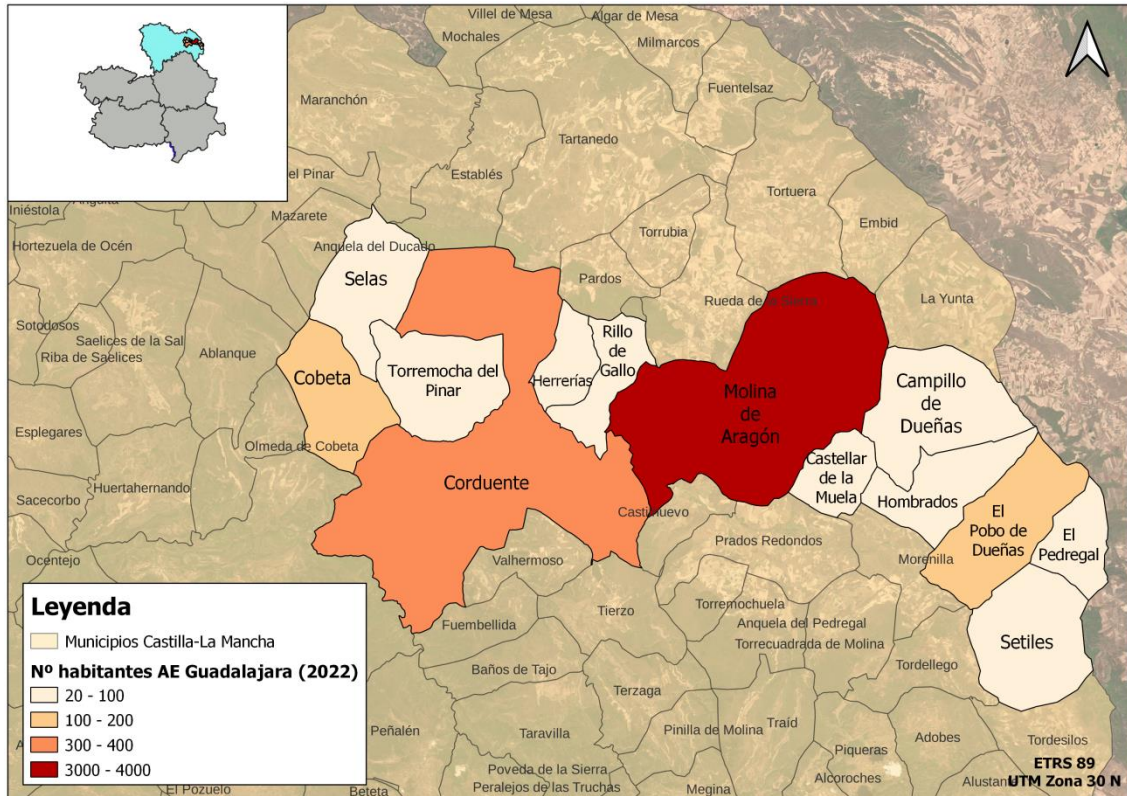 Villel de Mesa
Algar de Mesa
Mochales
Milmarcos
Fuentelsaz
Maranchón
Tartanedo
Establés
Tortuera
Iniéstola
Mazarete
Embid
Hortezuela de Océn
Anquela del Ducado
Torrubia
Selas
Pardos
Rueda de la Sierra
La Yunta
Sotodosos
Saelices de la Sal
Riba de Saelices
Ablanque
Rillo
de
Gallo
Cobeta
Torremocha del
Pinar
Herrerías
Molina
de
Aragón
Campillo
de
Dueñas
Esplegares
Olmeda de Cobeta
Castellar
de la
Muela
Corduente
Huertahernando
Hombrados
Sacecorbo
Castilnuevo
El
Pobo de
Dueñas
El
Pedregal
Prados Redondos
Morenilla
Ocentejo
Valhermoso
Tierzo
Torremochuela
Fuembellida
Anquela del Pedregal
Torrecuadrada de Molina
Setiles
Tordellego
Baños de Tajo
Terzaga
Peñalén
Taravilla
Pinilla de Molina
Traíd
Adobes
Tordesilos
Piqueras
Poveda de la Sierra
Alcoroches
Peralejos de las Truchas
Megina
El Pozuelo
Beteta
Leyenda
Municipios Castilla-La Mancha
Nº habitantes AE Guadalajara (2022)
20 - 100
100 - 200
300 - 400
3000 - 4000
ETRS 89
UTM Zona 30 N